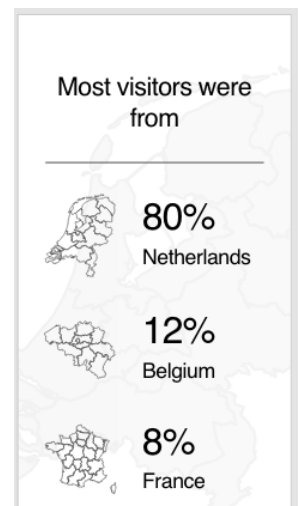 Most visitors were
from
80%
Netherlands
12%
Belgium
8%
France